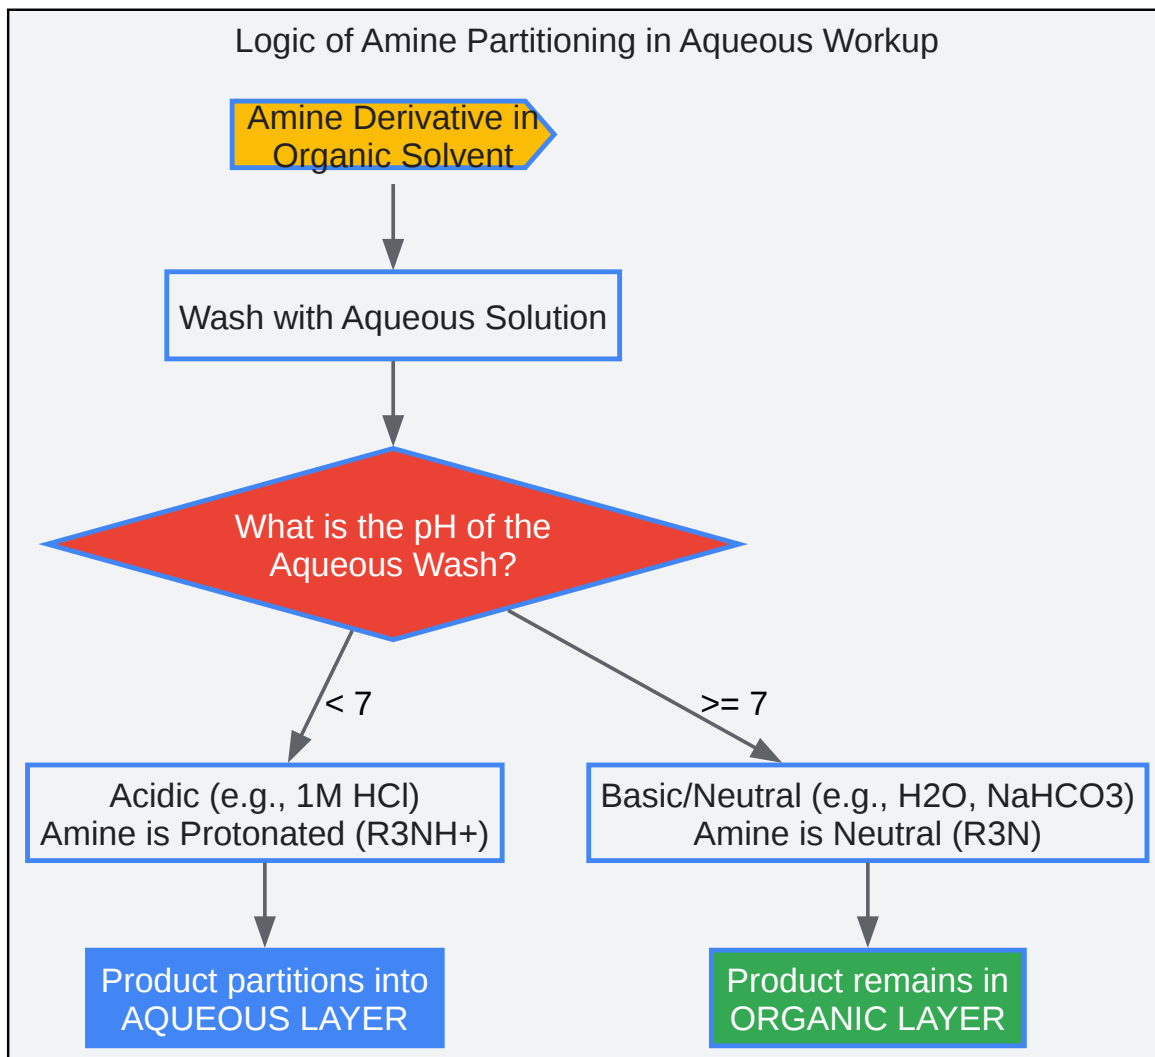 Logic of Amine Partitioning in Aqueous Workup
Amine Derivative in
Organic Solvent
Wash with Aqueous Solution
What is the pH of the
Aqueous Wash?
< 7
>= 7
Acidic (e.g., 1M HCl)
Amine is Protonated (R3NH+)
Basic/Neutral (e.g., H2O, NaHCO3)
Amine is Neutral (R3N)
Product partitions into
AQUEOUS LAYER
Product remains in
ORGANIC LAYER